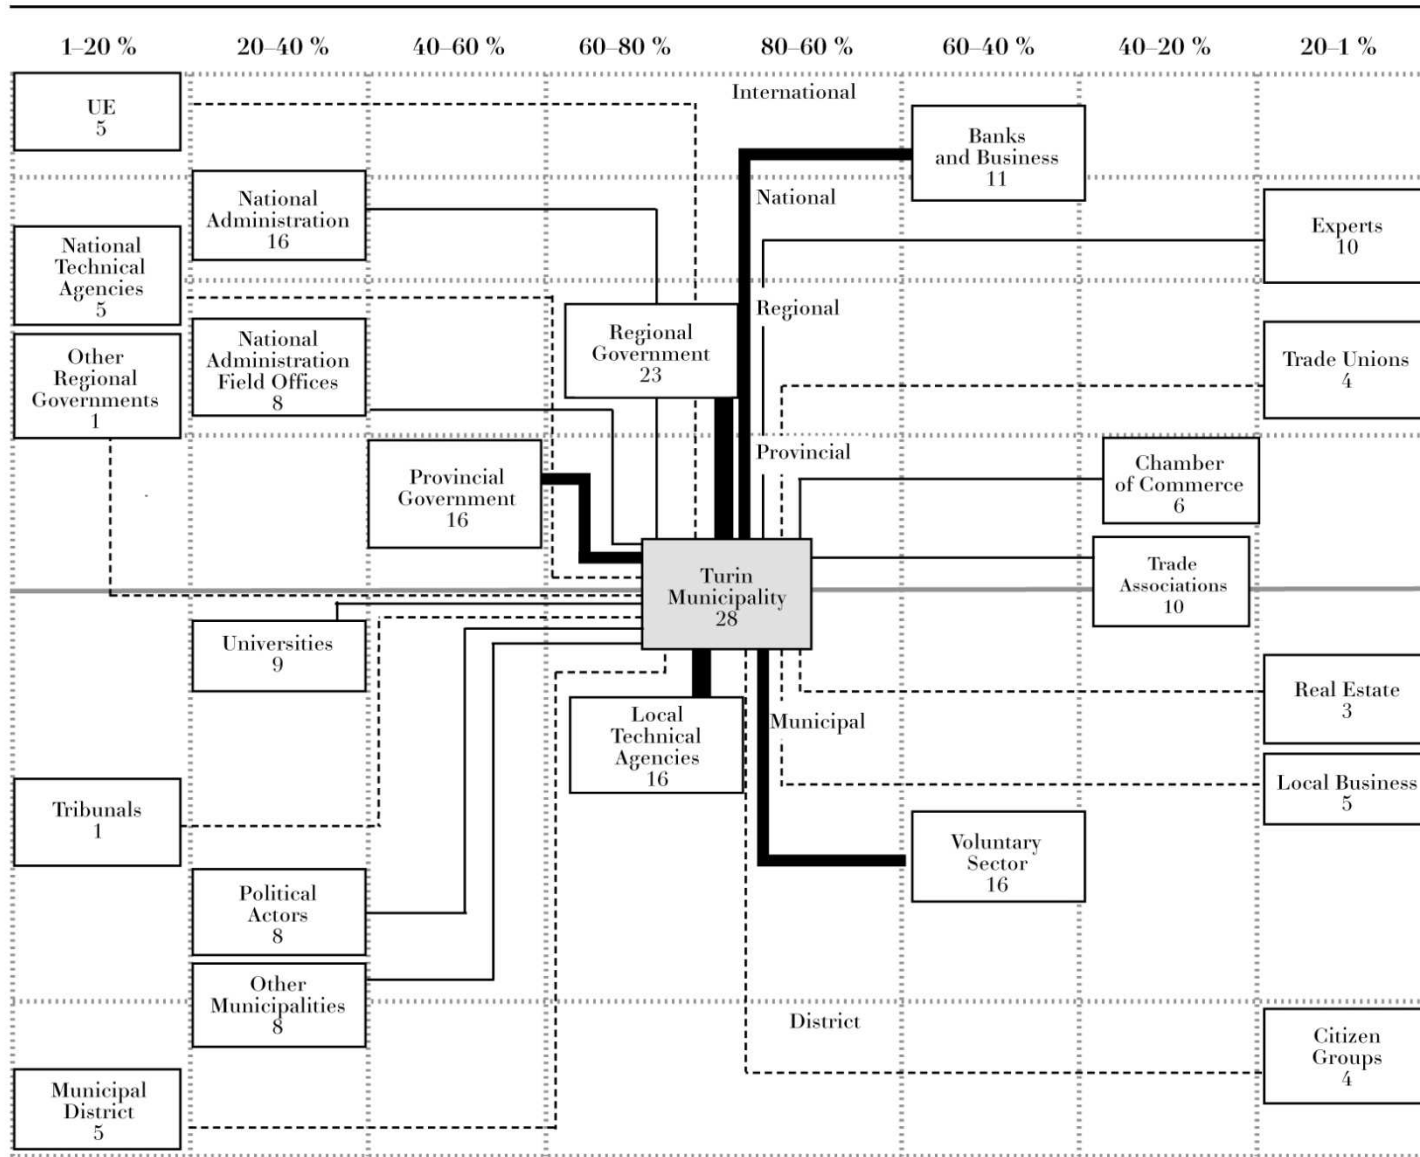 1–20 %
20–40 %
40–60 %
60–80 %
80–60 %
60–40 %
40–20 %
20–1 %
UE
5
International
Banks
and Business
11
National
Administration
16
National
Experts
10
National
Technical
Agencies
5
Regional
Regional
Government
23
National
Administration
Field Offices
8
Other
Regional
Governments
1
Trade Unions
4
Provincial
Provincial
Government
16
Chamber
of Commerce
6
Turin
Municipality
28
Trade
Associations
10
Universities
9
Real Estate
3
Local
Technical
Agencies
16
Municipal
Local Business
5
Tribunals
1
Voluntary
Sector
16
Political
Actors
8
Other
Municipalities
8
District
Citizen
Groups
4
Municipal
District
5